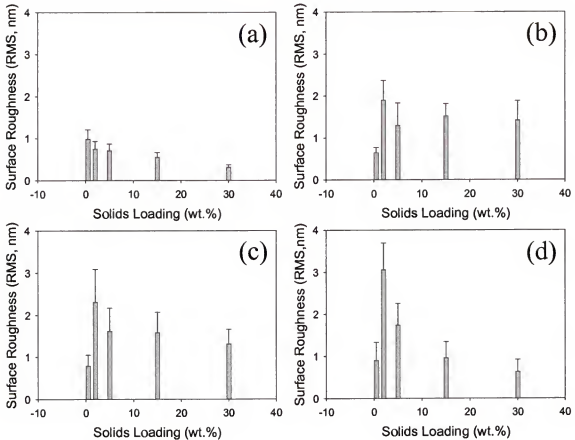 (a)
Surface Roughness (RMS, nm)
4
3
2
1
0
-10 0 10 20 30 40
Solids Loading (wt.%)
(b)
Surface Roughness (RMS, nm)
4
3
2
1
0
-10 0 10 20 30 40
Solids Loading (wt.%)
(c)
Surface Roughness (RMS, nm)
4
3
2
1
0
-10 0 10 20 30 40
Solids Loading (wt.%)
(d)
Surface Roughness (RMS,nm)
4
3
2
1
0
-10 0 10 20 30 40
Solids Loading (wt.%)